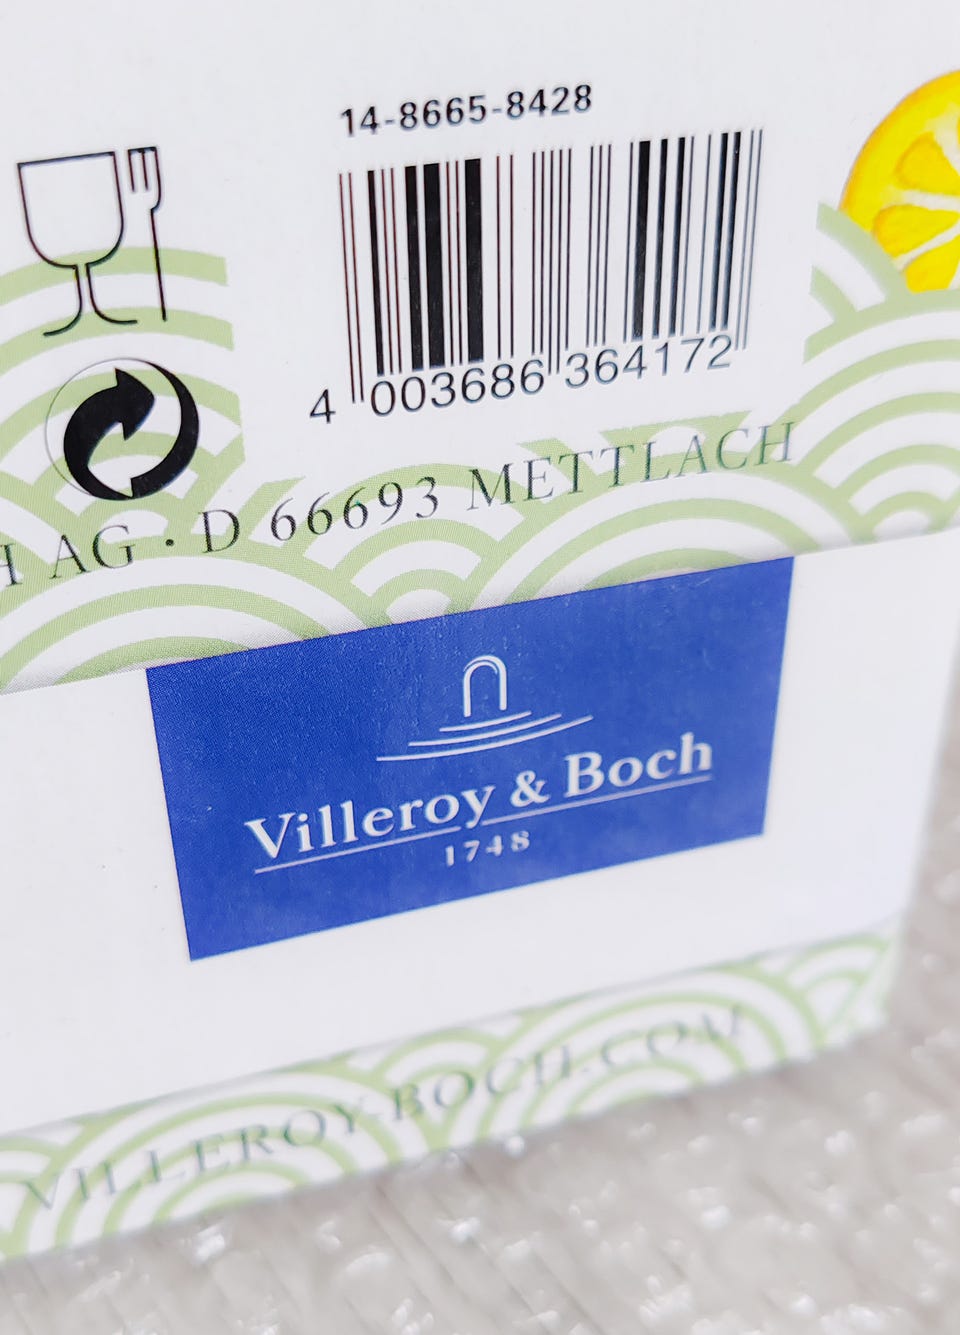 14-8665-8428
4 003686 364172
H AG · D 66693 METTLACH
Villeroy & Boch
1748
VILLEROY-BOCH.COM